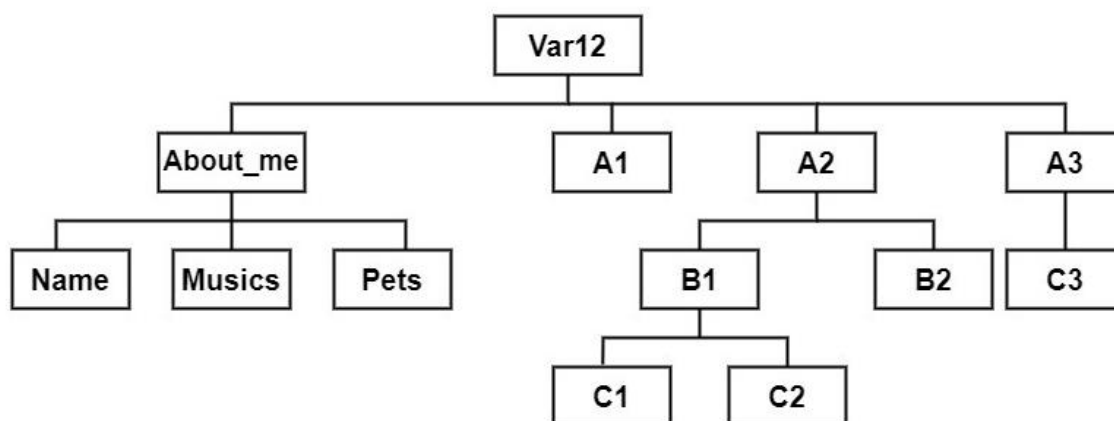 Var12
About_me
A1
A2
A3
Name
Musics
Pets
B1
B2
C3
C1
C2